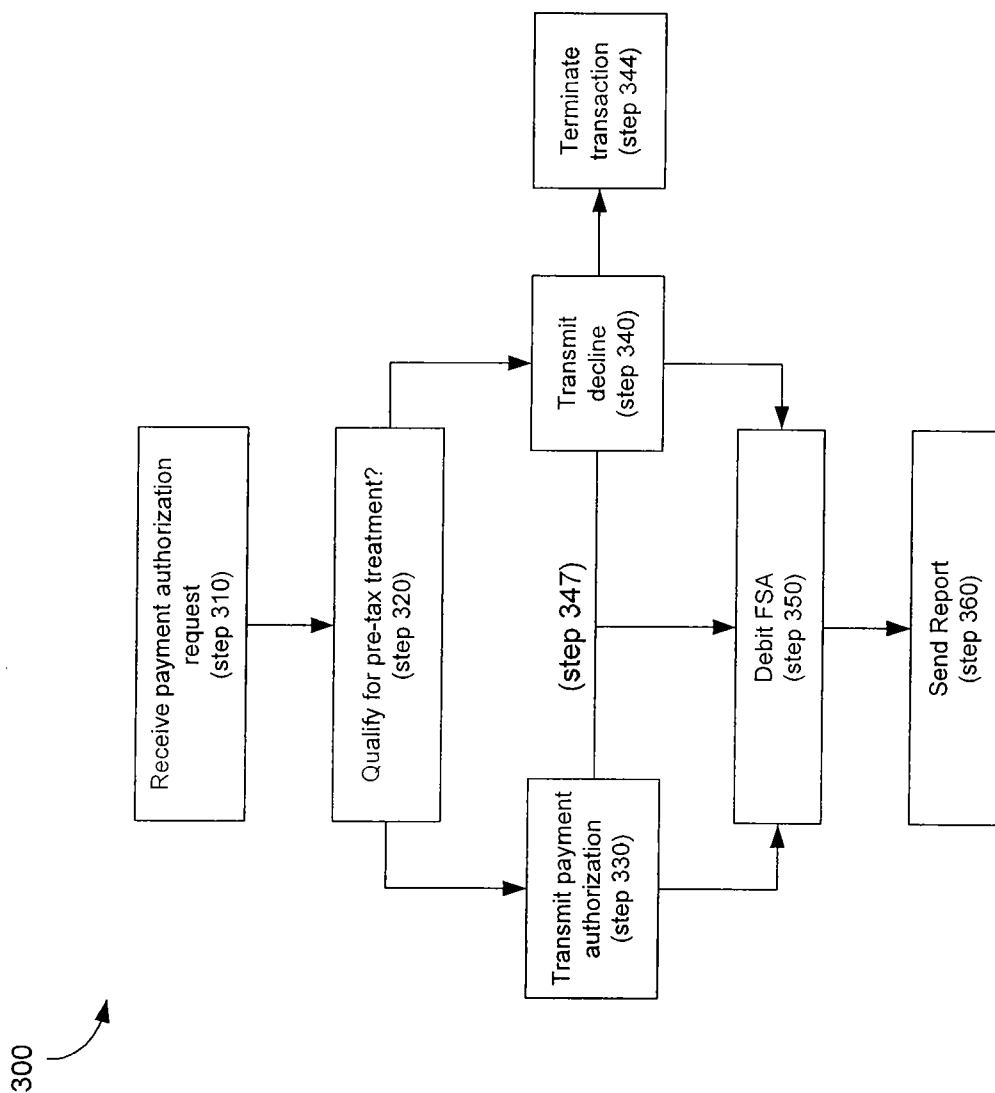 300
Receive payment authorization
request
(step 310)
Qualify for pre-tax treatment?
(step 320)
Transmit payment
authorization
(step 330)
(step 347)
Transmit
decline
(step 340)
Terminate
transaction
(step 344)
Debit FSA
(step 350)
Send Report
(step 360)